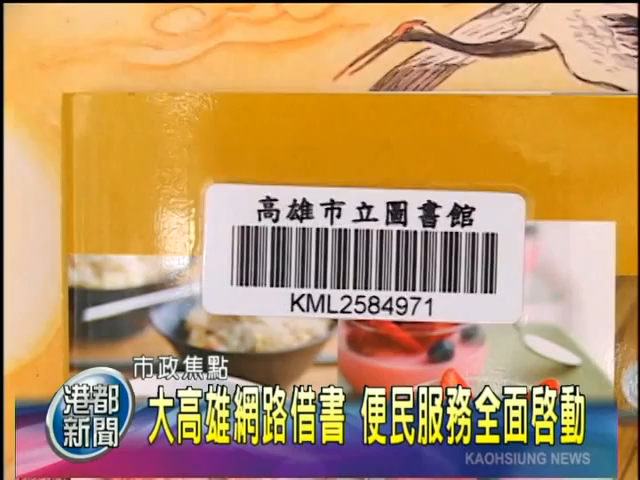 高雄市立圖書館
KML2584971
市政焦點
港都
新聞
大高雄網路借書 便民服務全面啓動
KAOHSIUNG NEWS